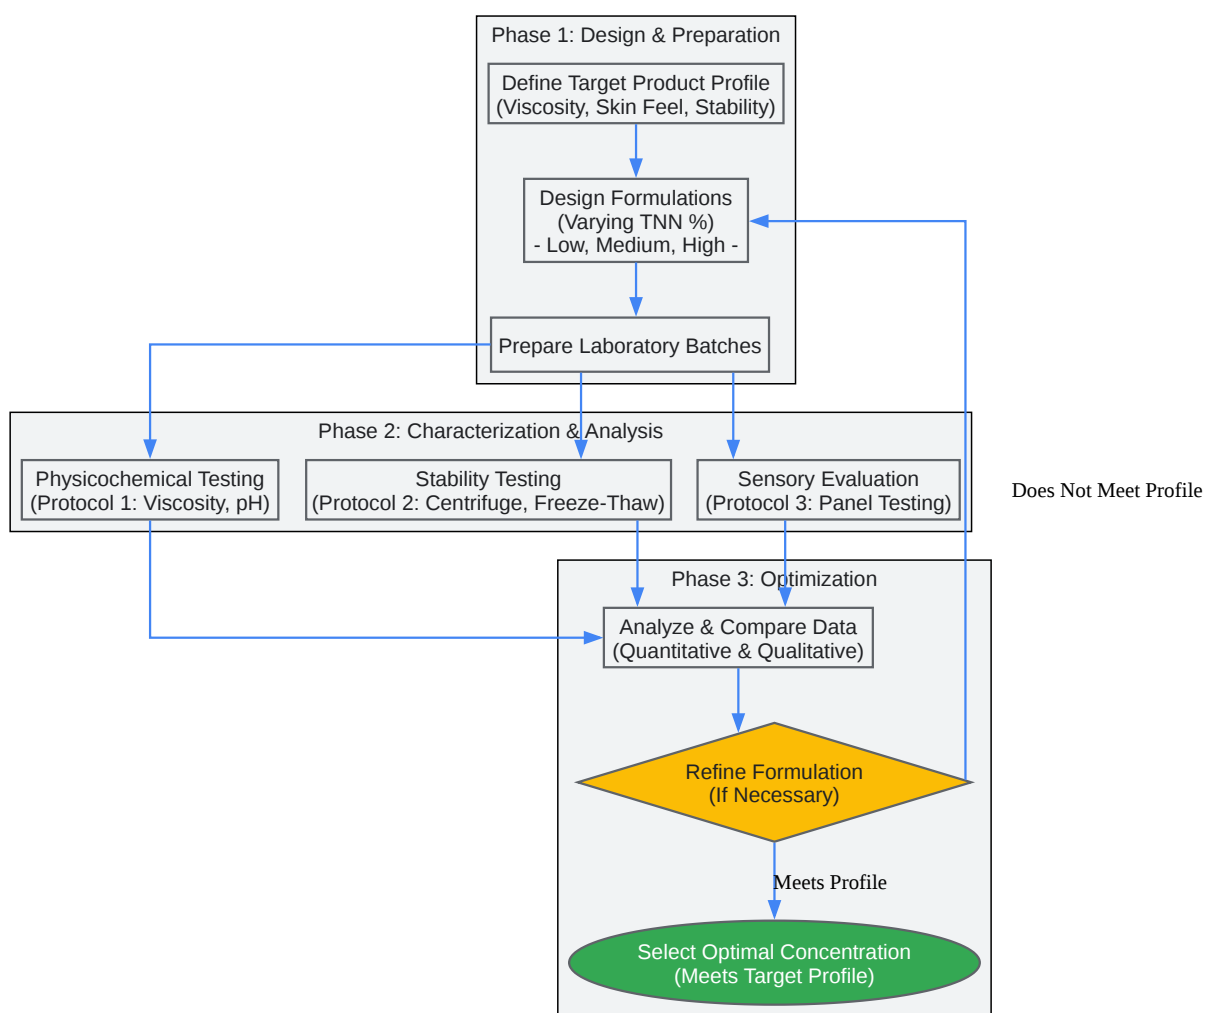 Phase 1: Design & Preparation
Define Target Product Profile
(Viscosity, Skin Feel, Stability)
Design Formulations
(Varying TNN %)
- Low, Medium, High -
Prepare Laboratory Batches
Phase 2: Characterization & Analysis
Physicochemical Testing
(Protocol 1: Viscosity, pH)
Stability Testing
(Protocol 2: Centrifuge, Freeze-Thaw)
Sensory Evaluation
(Protocol 3: Panel Testing)
Does Not Meet Profile
Phase 3: Optimization
Analyze & Compare Data
(Quantitative & Qualitative)
Refine Formulation
(If Necessary)
Meets Profile
Select Optimal Concentration
(Meets Target Profile)